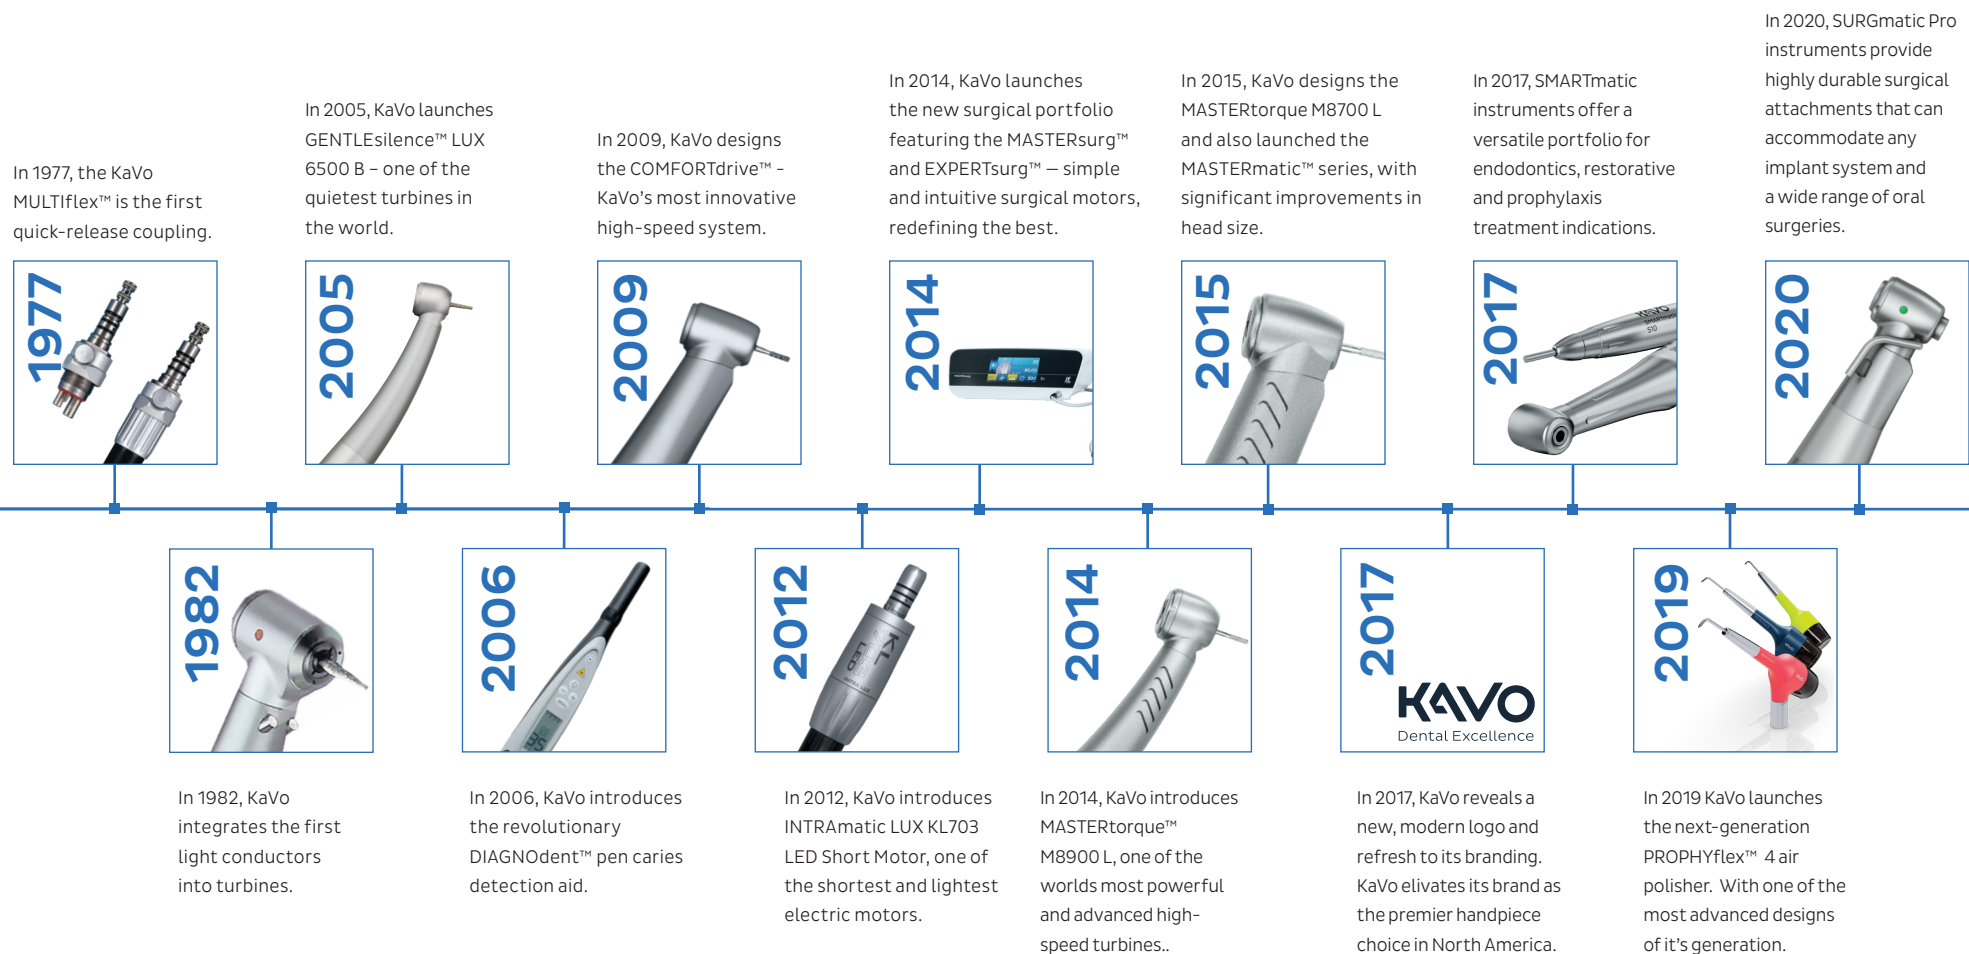 In 1977, the KaVo
MULTIflex™ is the first
quick-release coupling.
1977
1982
In 1982, KaVo
integrates the first
light conductors
into turbines.
In 2005, KaVo launches
GENTLEsilence™ LUX
6500 B – one of the
quietest turbines in
the world.
2005
2006
In 2006, KaVo introduces
the revolutionary
DIAGNOdent™ pen caries
detection aid.
In 2009, KaVo designs
the COMFORTdrive™ -
KaVo's most innovative
high-speed system.
2009
2012
KL
LED
INTRA LUX
In 2012, KaVo introduces
INTRAmatic LUX KL703
LED Short Motor, one of
the shortest and lightest
electric motors.
In 2014, KaVo launches
the new surgical portfolio
featuring the MASTERsurg™
and EXPERTsurg™ — simple
and intuitive surgical motors,
redefining the best.
2014
2014
In 2014, KaVo introduces
MASTERtorque™
M8900 L, one of the
worlds most powerful
and advanced high-
speed turbines..
In 2015, KaVo designs the
MASTERtorque M8700 L
and also launched the
MASTERmatic™ series, with
significant improvements in
head size.
2015
2017
KAVO
Dental Excellence
In 2017, KaVo reveals a
new, modern logo and
refresh to its branding.
KaVo elivates its brand as
the premier handpiece
choice in North America.
In 2017, SMARTmatic
instruments offer a
versatile portfolio for
endodontics, restorative
and prophylaxis
treatment indications.
2017
KAVO
SMARTmatic
S10
2019
In 2019 KaVo launches
the next-generation
PROPHYflex™ 4 air
polisher. With one of the
most advanced designs
of it's generation.
In 2020, SURGmatic Pro
instruments provide
highly durable surgical
attachments that can
accommodate any
implant system and
a wide range of oral
surgeries.
2020